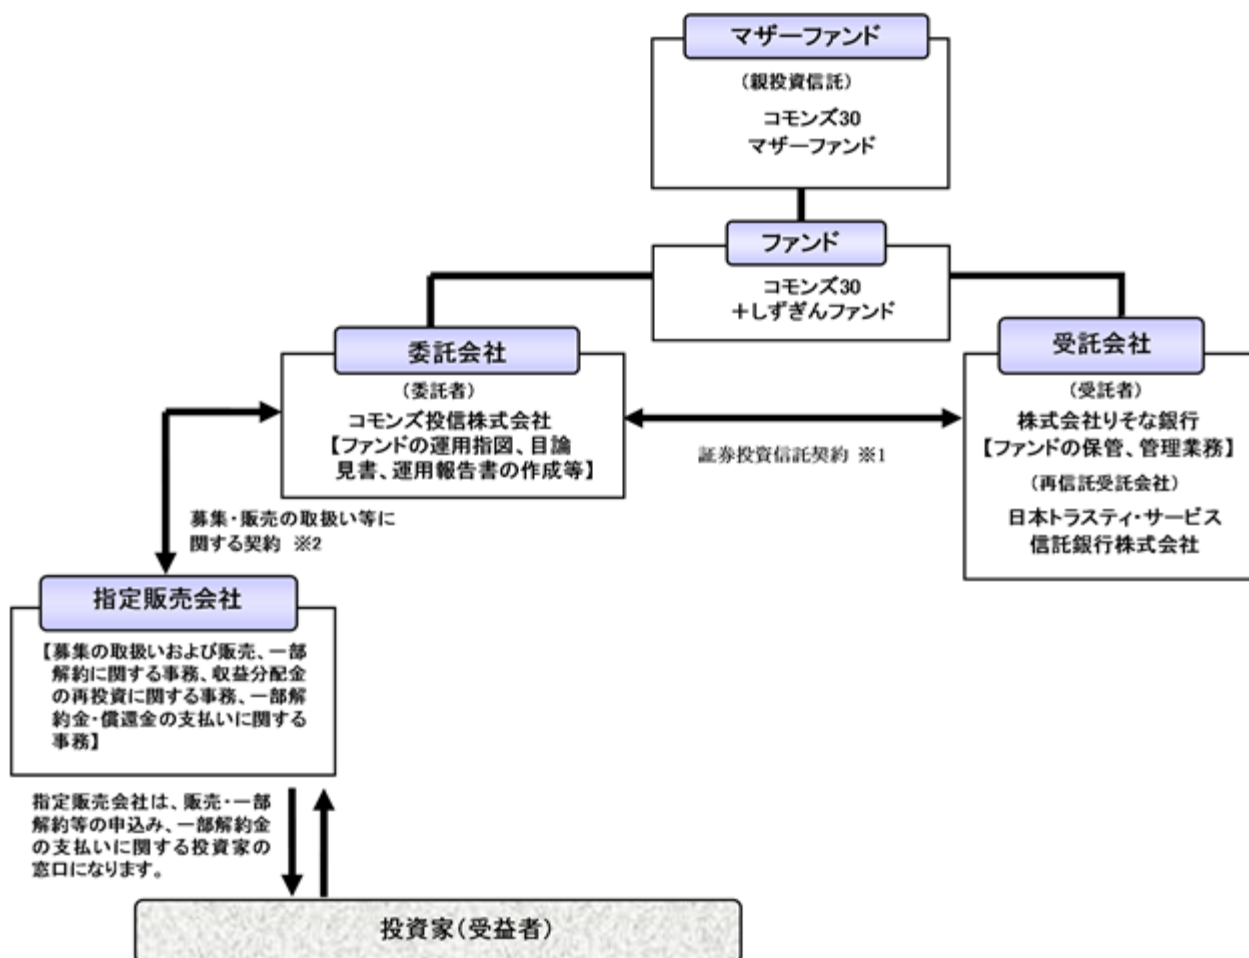 マザーファンド
(親投資信託)
コモンズ30
マザーファンド
ファンド
コモンズ30
+しずぎんファンド
委託会社
(委託者)
コモンズ投信株式会社
【ファンドの運用指図、目論
見書、運用報告書の作成等】
証券投資信託契約 ※1
受託会社
(受託者)
株式会社りそな銀行
【ファンドの保管、管理業務】
(再信託受託会社)
日本トラスティ・サービス
信託銀行株式会社
募集・販売の取扱い等に
関する契約 ※2
指定販売会社
【募集の取扱いおよび販売、一部
解約に関する事務、収益分配金
の再投資に関する事務、一部解
約金・償還金の支払いに関する
事務】
指定販売会社は、販売・一部
解約等の申込み、一部解約金
の支払いに関する投資家の
窓口になります。
投資家(受益者)